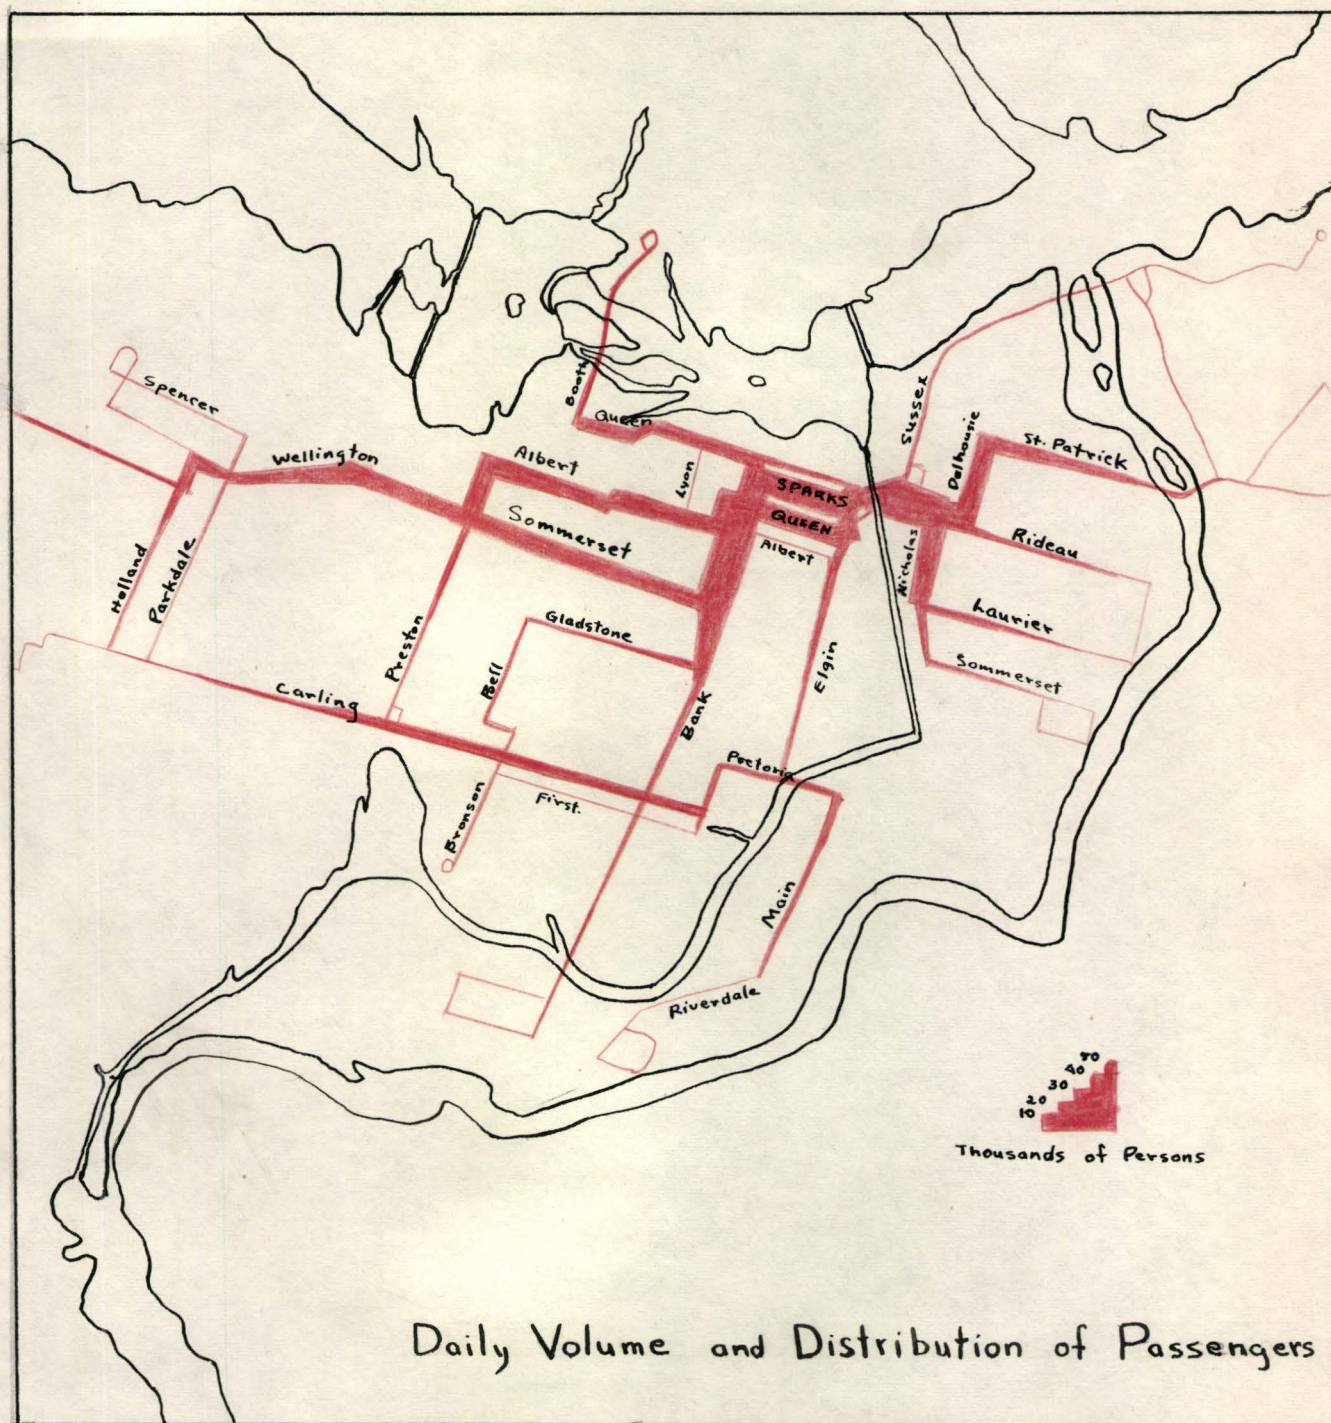 Booth
Spencer
Queen
Sussex
Dalhousie
St. Patrick
Wellington
Albert
Lyon
SPARKS
Sommerset
QUEEN
Albert
Rideau
Nicholas
Holland
Parkdale
Laurier
Gladstone
Preston
Bell
Elgin
Sommerset
Carling
Bank
Pretoria
First.
Bronson
Main
Riverdale
40
30
20
10
Thousands of Persons
Daily Volume and Distribution of Passengers